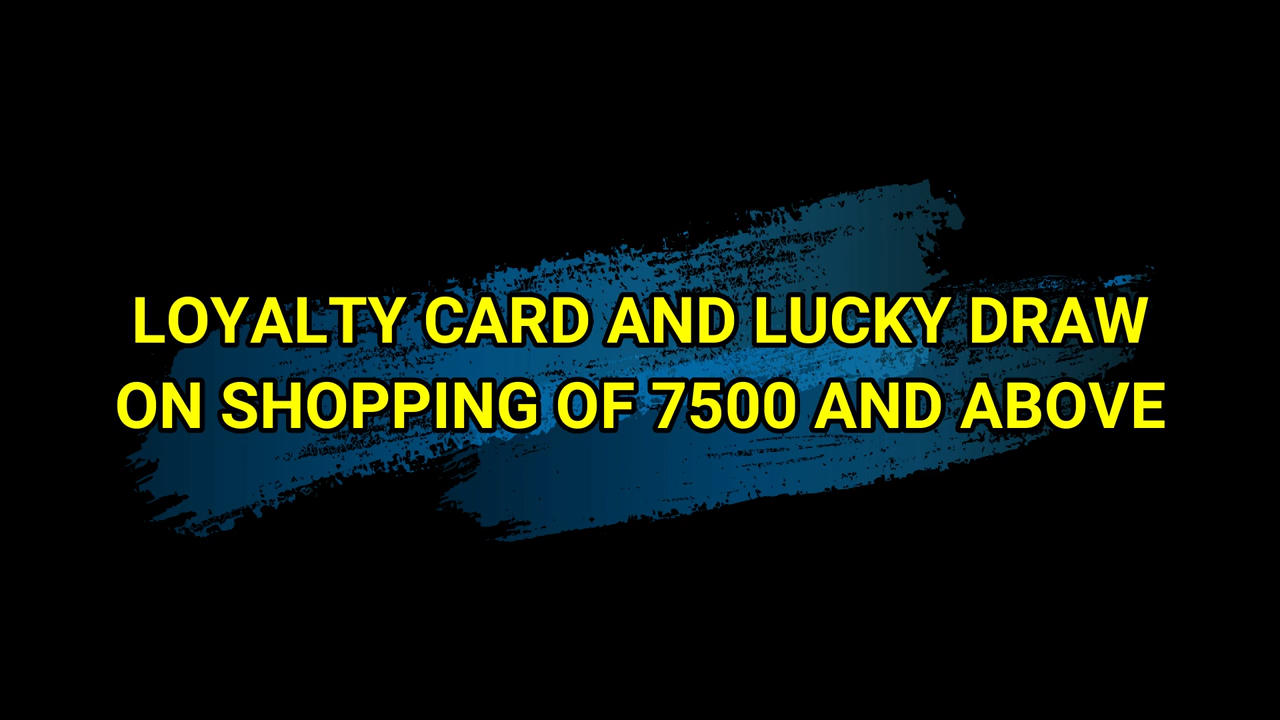 LOYALTY CARD AND LUCKY DRAW
ON SHOPPING OF 7500 AND ABOVE